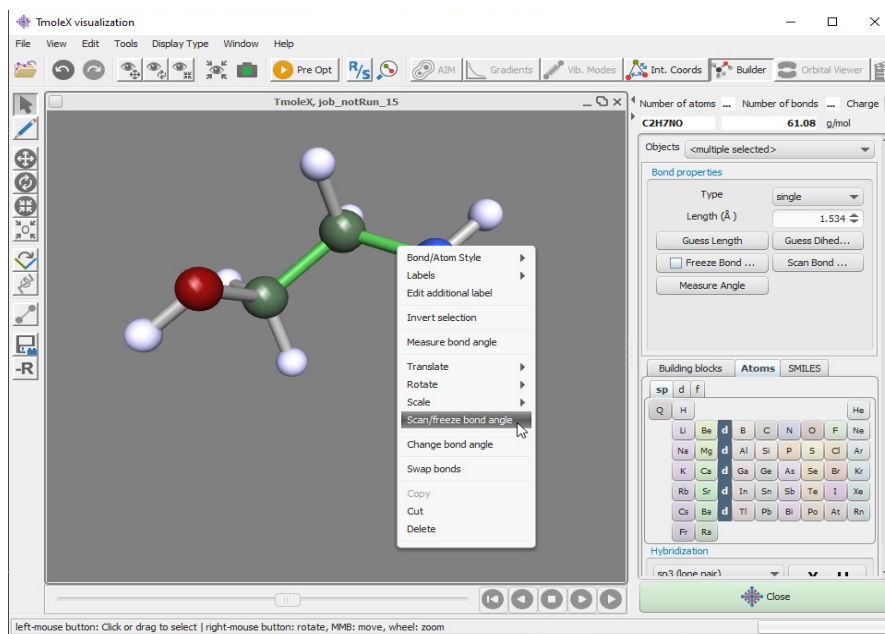 TmoleX visualization
File View Edit Tools Display Type Window Help
Pre Opt R/S AIM Gradients Vib. Modes Int. Coords Builder Orbital Viewer
TmoleX, job_notRun_15
Number of atoms ... Number of bonds ... Charge
C2H7NO 61.08 g/mol
Objects <multiple selected>
Bond properties
Type single
Length (Å ) 1.534
Guess Length Guess Dihed...
Freeze Bond ... Scan Bond ...
Measure Angle
Bond/Atom Style
Labels
Edit additional label
Invert selection
Measure bond angle
Translate
Rotate
Scale
Scan/freeze bond angle
Change bond angle
Swap bonds
Copy
Cut
Delete
-R
Building blocks Atoms SMILES
sp d f
Q H He
Li Be d B C N O F Ne
Na Mg d Al Si P S Cl Ar
K Ca d Ga Ge As Se Br Kr
Rb Sr d In Sn Sb Te I Xe
Cs Ba d Tl Pb Bi Po At Rn
Fr Ra
Hybridization
sp3 (lone pair)
Close
left-mouse button: Click or drag to select | right-mouse button: rotate, MMB: move, wheel: zoom